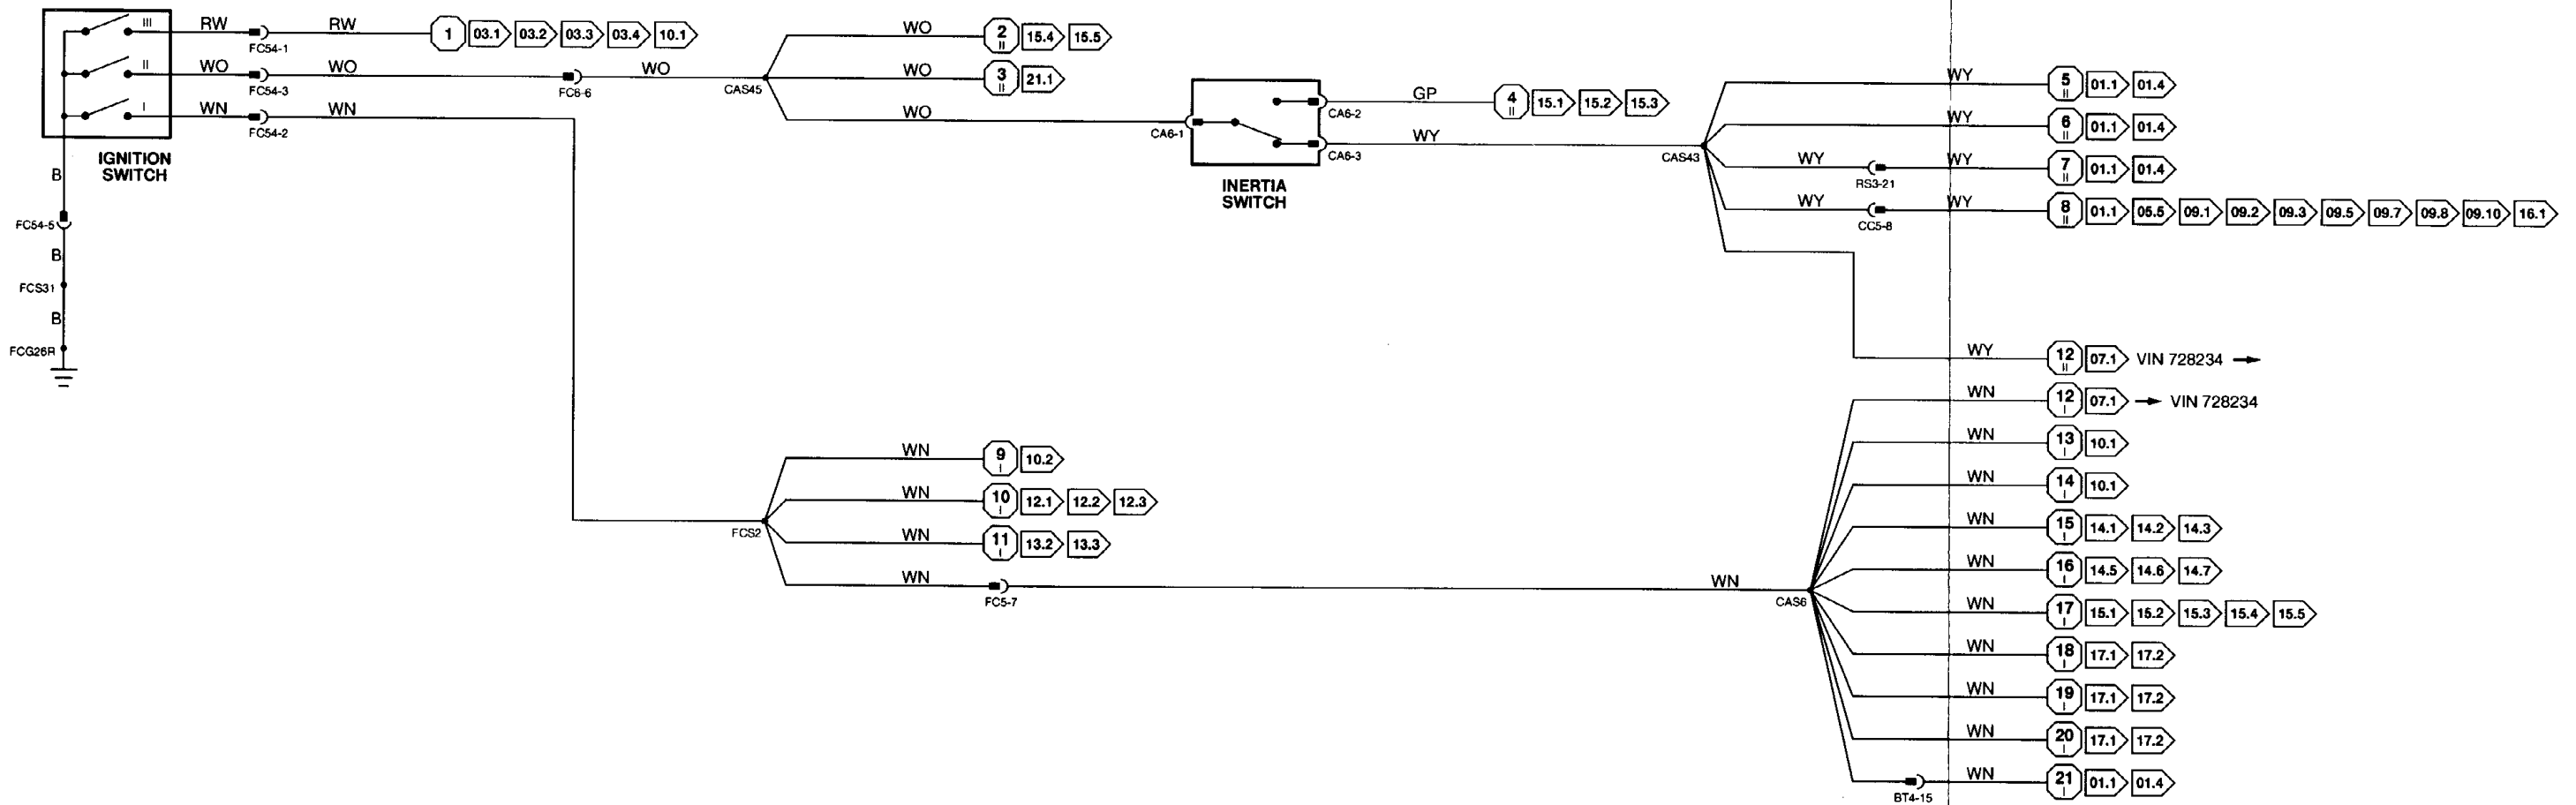 III RW FC54-1 RW 1 03.1 03.2 03.3 03.4 10.1
II WO FC54-3 WO FC6-6 WO CAS45
I WN FC54-2 WN
IGNITION
SWITCH
B
FC54-5
B
FCS31
B
FCG26R
WO 2 II 15.4 15.5
WO 3 II 21.1
WO CA6-1
INERTIA
SWITCH
CA6-2 GP 4 II 15.1 15.2 15.3
CA6-3 WY CAS43
WY 5 II 01.1 01.4
WY 6 II 01.1 01.4
WY RS3-21 WY 7 II 01.1 01.4
WY CC5-8 WY 8 II 01.1 05.5 09.1 09.2 09.3 09.5 09.7 09.8 09.10 16.1
WY 12 II 07.1 VIN 728234 →
FCS2
WN 9 I 10.2
WN 10 I 12.1 12.2 12.3
WN 11 I 13.2 13.3
WN FC5-7 WN CAS6
WN 12 I 07.1 → VIN 728234
WN 13 I 10.1
WN 14 I 10.1
WN 15 I 14.1 14.2 14.3
WN 16 I 14.5 14.6 14.7
WN 17 I 15.1 15.2 15.3 15.4 15.5
WN 18 I 17.1 17.2
WN 19 I 17.1 17.2
WN 20 I 17.1 17.2
BT4-15 WN 21 I 01.1 01.4